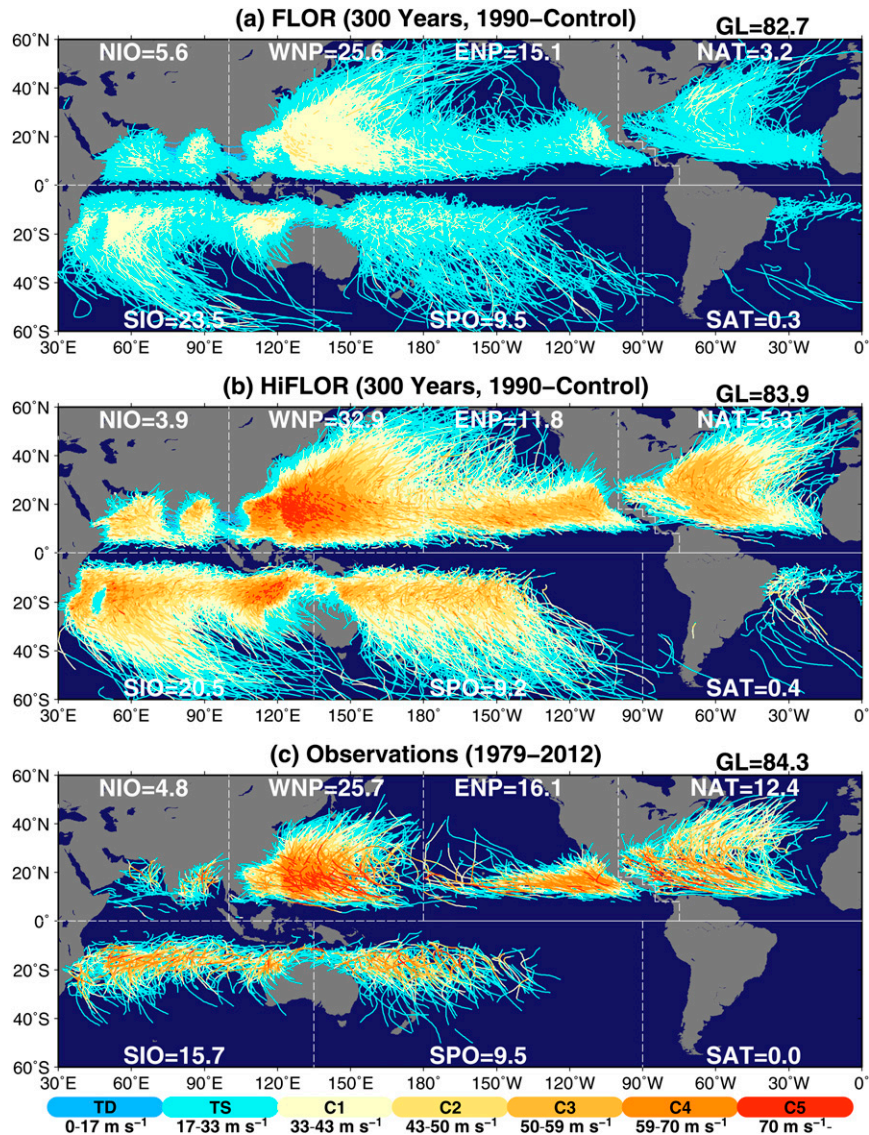 (a) FLOR (300 Years, 1990−Control) GL=82.7
60˚N NIO=5.6 WNP=25.6 ENP=15.1 NAT=3.2
40˚N
20˚N
0˚
20˚S
40˚S
60˚S SIO=23.5 SPO=9.5 SAT=0.3
30˚E 60˚E 90˚E 120˚E 150˚E 180˚ 150˚W 120˚W 90˚W 60˚W 30˚W 0˚
(b) HiFLOR (300 Years, 1990−Control) GL=83.9
60˚N NIO=3.9 WNP=32.9 ENP=11.8 NAT=5.3
40˚N
20˚N
0˚
20˚S
40˚S
60˚S SIO=20.5 SPO=9.2 SAT=0.4
30˚E 60˚E 90˚E 120˚E 150˚E 180˚ 150˚W 120˚W 90˚W 60˚W 30˚W 0˚
(c) Observations (1979−2012) GL=84.3
60˚N NIO=4.8 WNP=25.7 ENP=16.1 NAT=12.4
40˚N
20˚N
0˚
20˚S
40˚S
60˚S SIO=15.7 SPO=9.5 SAT=0.0
30˚E 60˚E 90˚E 120˚E 150˚E 180˚ 150˚W 120˚W 90˚W 60˚W 30˚W 0˚
TD TS C1 C2 C3 C4 C5
0-17 m s⁻¹ 17-33 m s⁻¹ 33-43 m s⁻¹ 43-50 m s⁻¹ 50-59 m s⁻¹ 59-70 m s⁻¹ 70 m s⁻¹-